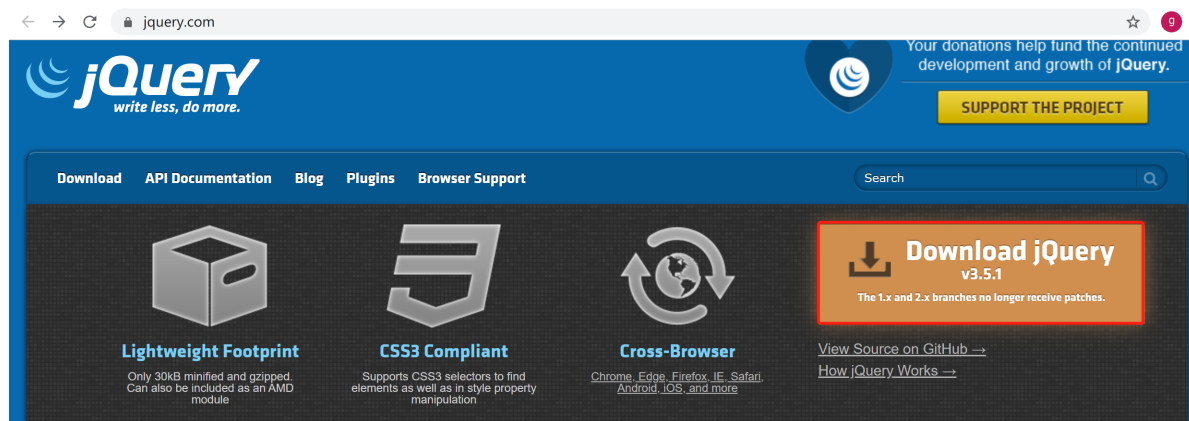 jquery.com
g
Your donations help fund the continued
development and growth of jQuery.
jQuery
write less, do more.
SUPPORT THE PROJECT
Download API Documentation Blog Plugins Browser Support
Search
Download jQuery
v3.5.1
The 1.x and 2.x branches no longer receive patches.
Lightweight Footprint
Only 30kB minified and gzipped.
Can also be included as an AMD
module
CSS3 Compliant
Supports CSS3 selectors to find
elements as well as in style property
manipulation
Cross-Browser
Chrome, Edge, Firefox, IE, Safari,
Android, iOS, and more
View Source on GitHub →
How jQuery Works →